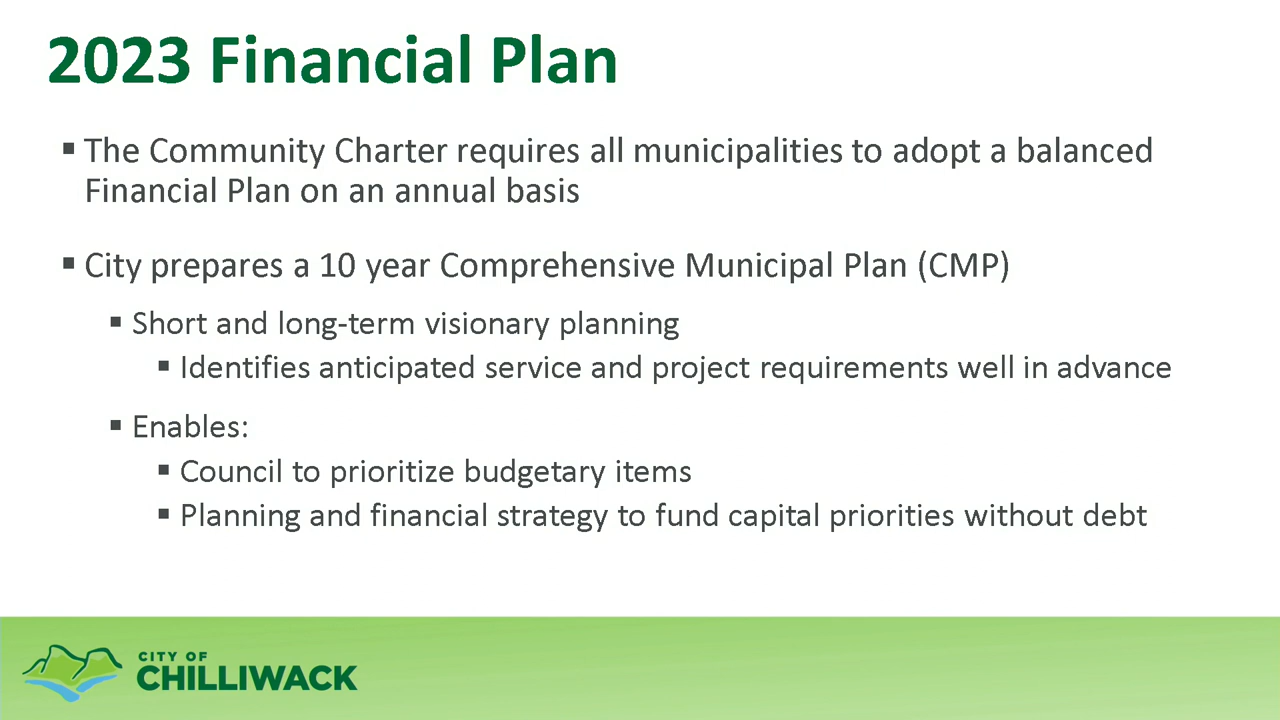 2023 Financial Plan
▪ The Community Charter requires all municipalities to adopt a balanced
Financial Plan on an annual basis
▪ City prepares a 10 year Comprehensive Municipal Plan (CMP)
▪ Short and long-term visionary planning
▪ Identifies anticipated service and project requirements well in advance
▪ Enables:
▪ Council to prioritize budgetary items
▪ Planning and financial strategy to fund capital priorities without debt
CITY OF
CHILLIWACK